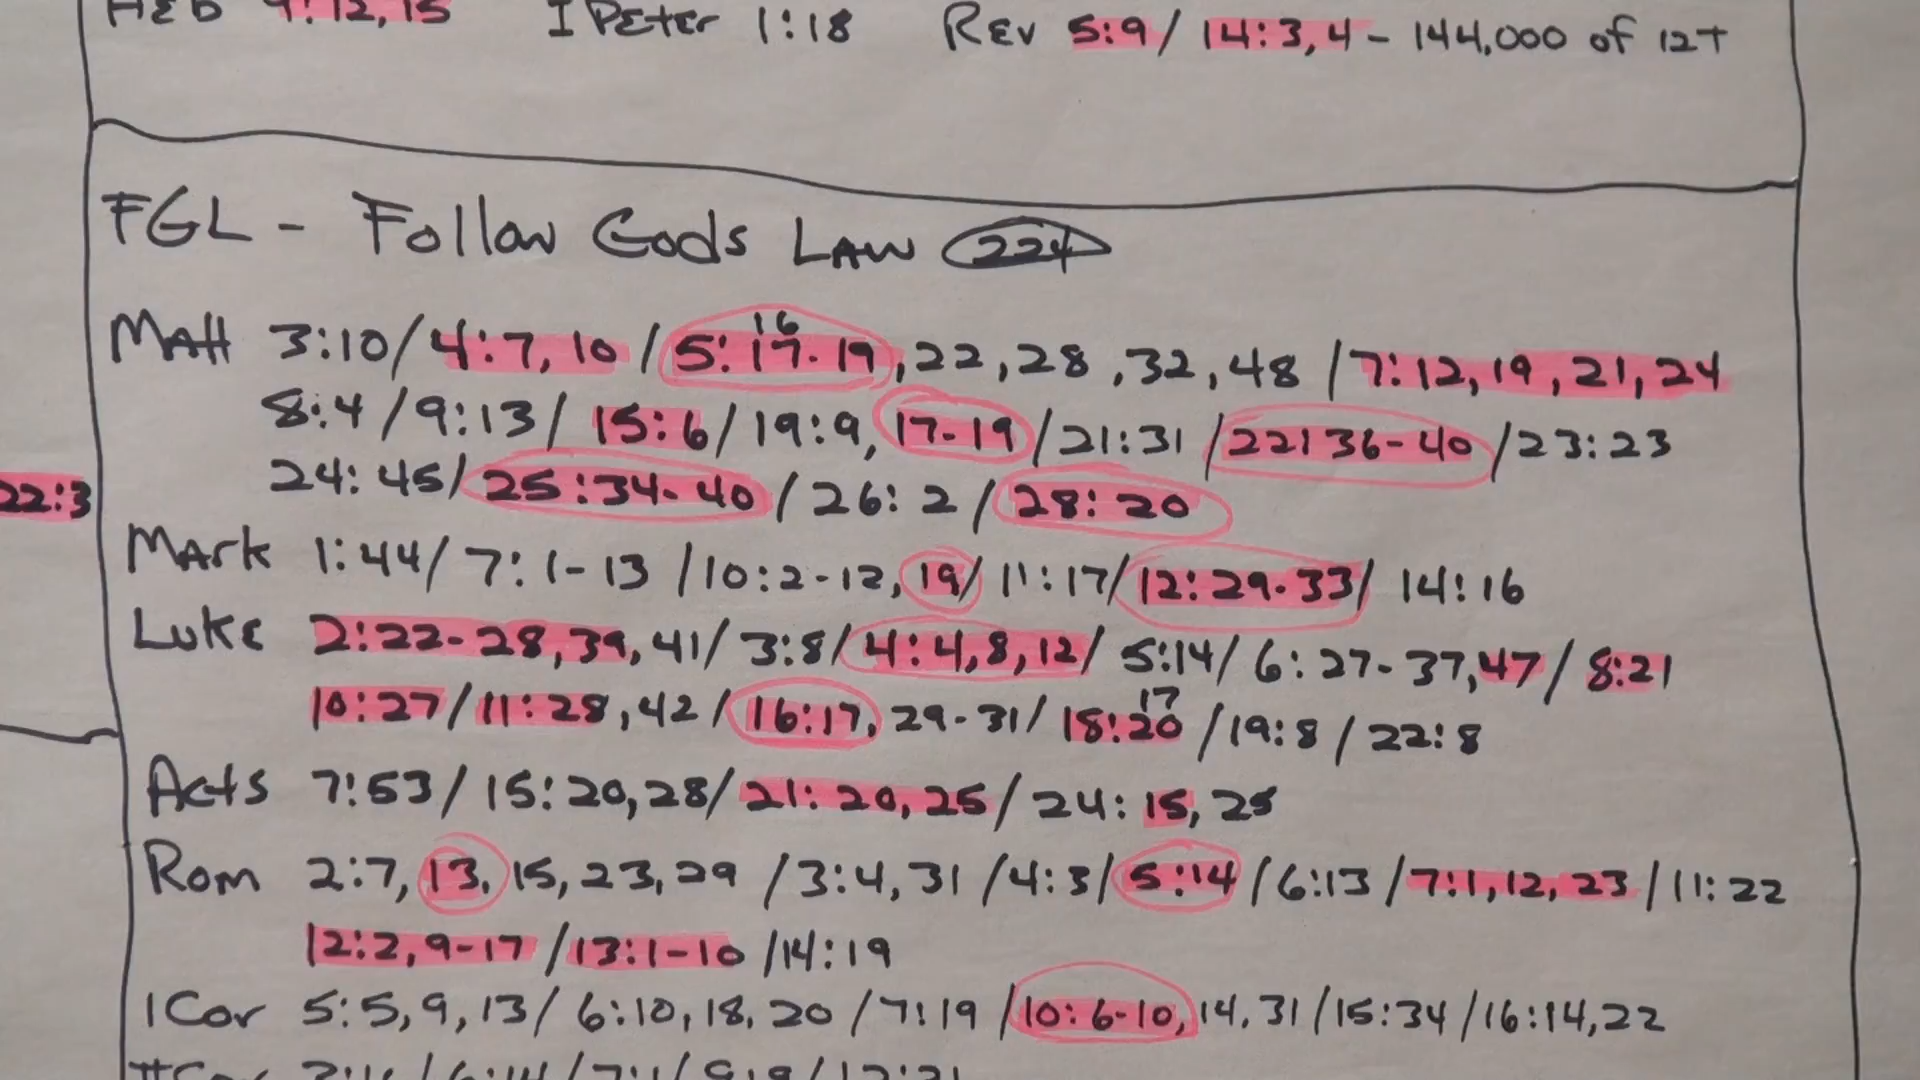 HEB 9:12, 15 I Peter 1:18 Rev 5:9/ 14:3,4 - 144,000 of 12T
FGL - Follow Gods LAW 224
MAtt 3:10/4:7, 10 /5: 17-19, 22, 28, 32, 48 /7:12, 19, 21, 24
16
8:4 /9:13/ 15:6/19:9, 17-19 /21:31 /22:36-40 /23:23
24:45/ 25:34-40 / 26:2 / 28:20
22:3
MArk 1:44/ 7:1-13 /10:2-12, 19/ 11:17/ 12:29-33/ 14:16
LUKE 2:22-28, 39, 41/ 3:8/ 4:4,8,12/ 5:14/ 6:27-37, 47/ 8:21
10:27/11:28, 42 / 16:17, 29-31/ 18:20 /19:8 / 22:8
17
Acts 7:53/ 15:20,28/ 21:20, 25/ 24:15, 25
Rom 2:7, 13, 15, 23, 29 /3:4, 31 /4:3/ 5:14 /6:13 /7:1, 12, 23 /11:22
12:2, 9-17 /13:1-10 /14:19
1Cor 5:5, 9, 13/ 6:10, 18, 20 /7:19 /10:6-10, 14, 31 /15:34 /16:14, 22